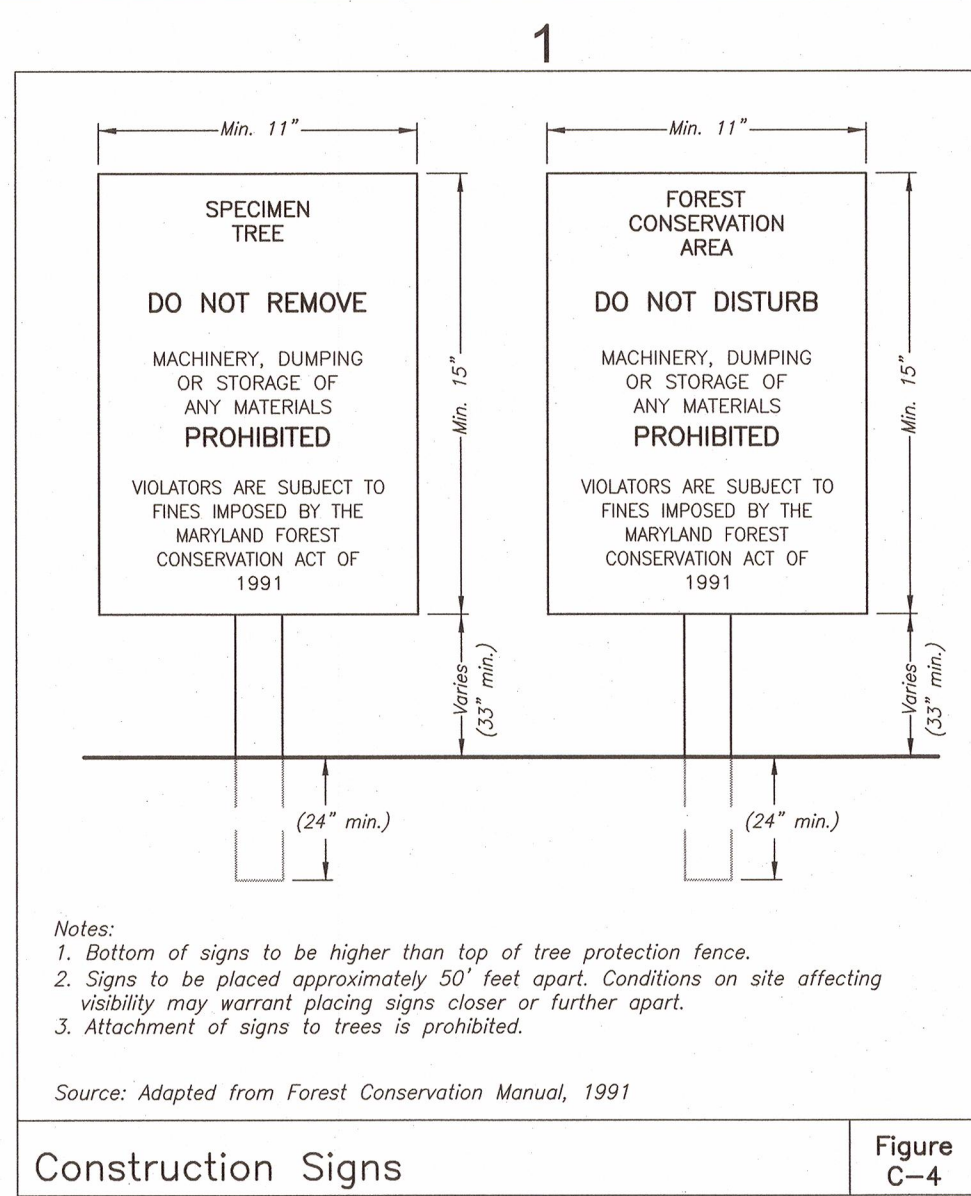 1
Min. 11"
Min. 11"
SPECIMEN
TREE
DO NOT REMOVE
MACHINERY, DUMPING
OR STORAGE OF
ANY MATERIALS
PROHIBITED
VIOLATORS ARE SUBJECT TO
FINES IMPOSED BY THE
MARYLAND FOREST
CONSERVATION ACT OF
1991
Min. 15"
Varies
(33" min.)
(24" min.)
FOREST
CONSERVATION
AREA
DO NOT DISTURB
MACHINERY, DUMPING
OR STORAGE OF
ANY MATERIALS
PROHIBITED
VIOLATORS ARE SUBJECT TO
FINES IMPOSED BY THE
MARYLAND FOREST
CONSERVATION ACT OF
1991
Min. 15"
Varies
(33" min.)
(24" min.)
Notes:
1. Bottom of signs to be higher than top of tree protection fence.
2. Signs to be placed approximately 50' feet apart. Conditions on site affecting
visibility may warrant placing signs closer or further apart.
3. Attachment of signs to trees is prohibited.
Source: Adapted from Forest Conservation Manual, 1991
Construction Signs
Figure
C-4